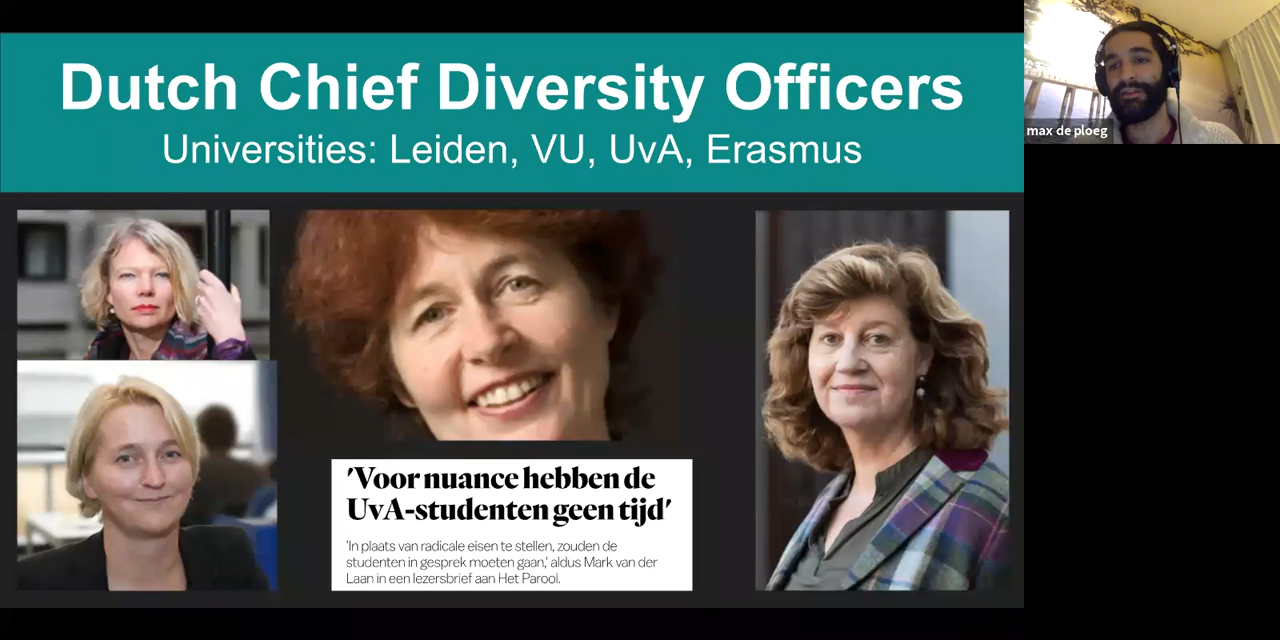 Dutch Chief Diversity Officers
Universities: Leiden, VU, UvA, Erasmus
max de ploeg
'Voor nuance hebben de
UvA-studenten geen tijd'
'In plaats van radicale eisen te stellen, zouden de
studenten in gesprek moeten gaan,' aldus Mark van der
Laan in een lezersbrief aan Het Parool.